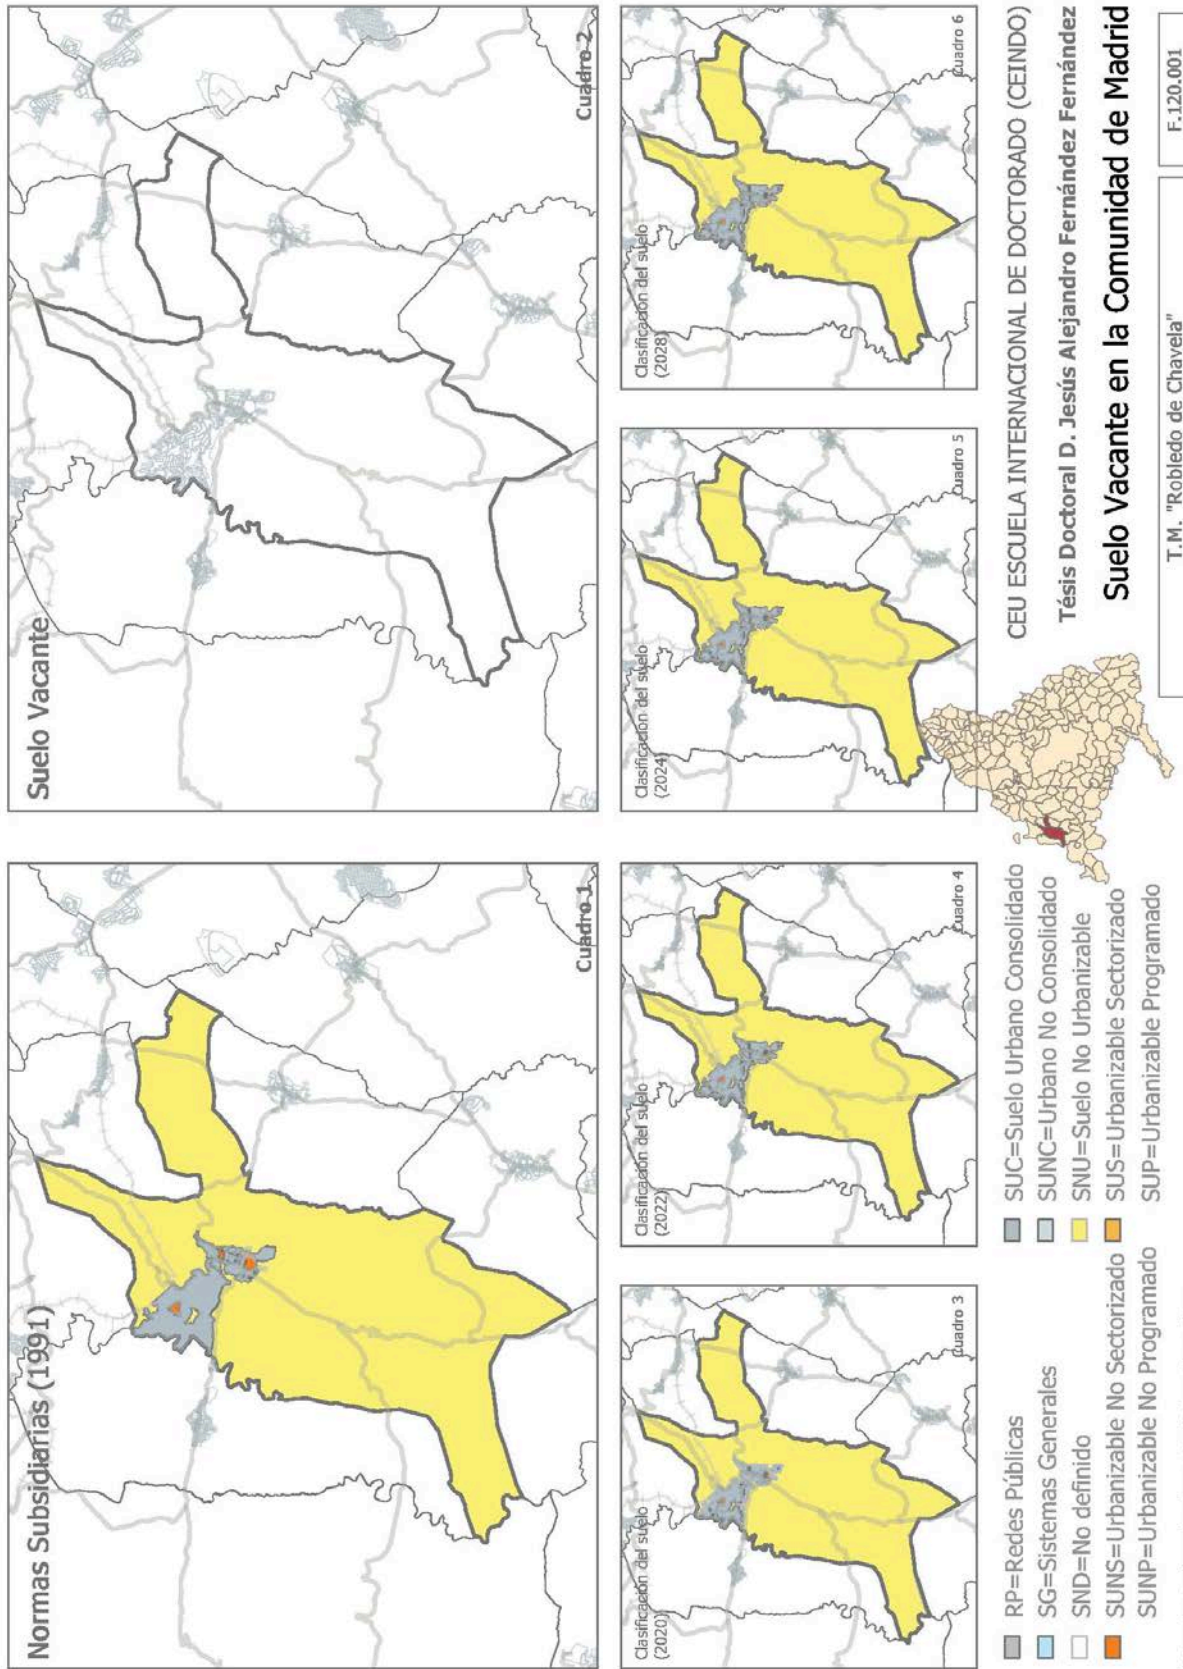 Normas Subsidiarias (1991)
Cuadro 1
Suelo Vacante
Cuadro 2
Clasificación del suelo
(2020)
Cuadro 3
Clasificación del suelo
(2022)
Cuadro 4
Clasificación del suelo
(2024)
Cuadro 5
Clasificación del suelo
(2028)
Cuadro 6
RP=Redes Públicas
SG=Sistemas Generales
SND=No definido
SUNS=Urbanizable No Sectorizado
SUNP=Urbanizable No Programado
SUC=Suelo Urbano Consolidado
SUNC=Urbano No Consolidado
SNU=Suelo No Urbanizable
SUS=Urbanizable Sectorizado
SUP=Urbanizable Programado
CEU ESCUELA INTERNACIONAL DE DOCTORADO (CEINDO)
Tésis Doctoral D. Jesús Alejandro Fernández Fernández
Suelo Vacante en la Comunidad de Madrid
T.M. "Robledo de Chavela"
F.120.001